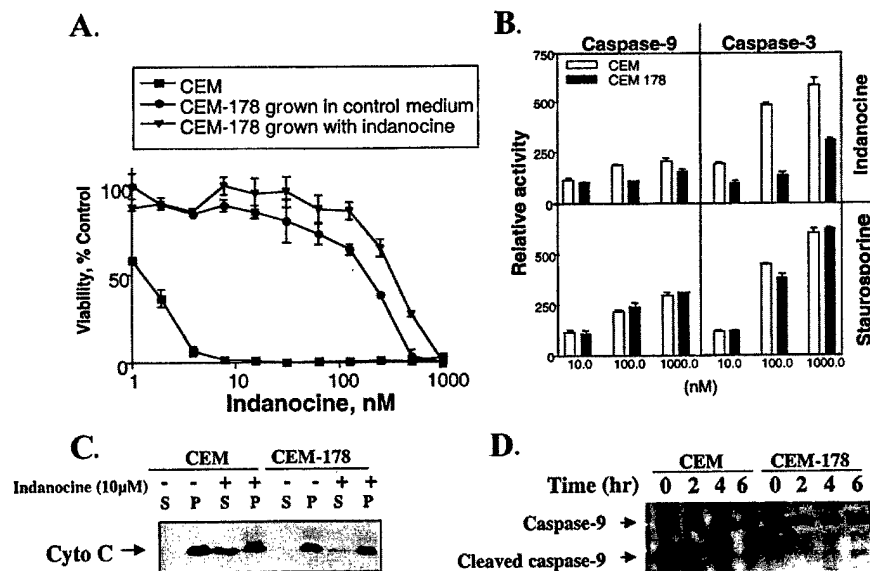 A.
CEM
CEM-178 grown in control medium
CEM-178 grown with indanocine
Viability, % Control
100
50
0
1 10 100 1000
Indanocine, nM
B.
Caspase-9 Caspase-3
CEM
CEM 178
Relative activity
750
500
250
0
500
250
0
Indanocine
Staurosporine
10.0 100.0 1000.0 10.0 100.0 1000.0
(nM)
C.
CEM CEM-178
Indanocine (10µM) - - + + - - + +
S P S P S P S P
Cyto C
D.
CEM CEM-178
Time (hr) 0 2 4 6 0 2 4 6
Caspase-9
Cleaved caspase-9